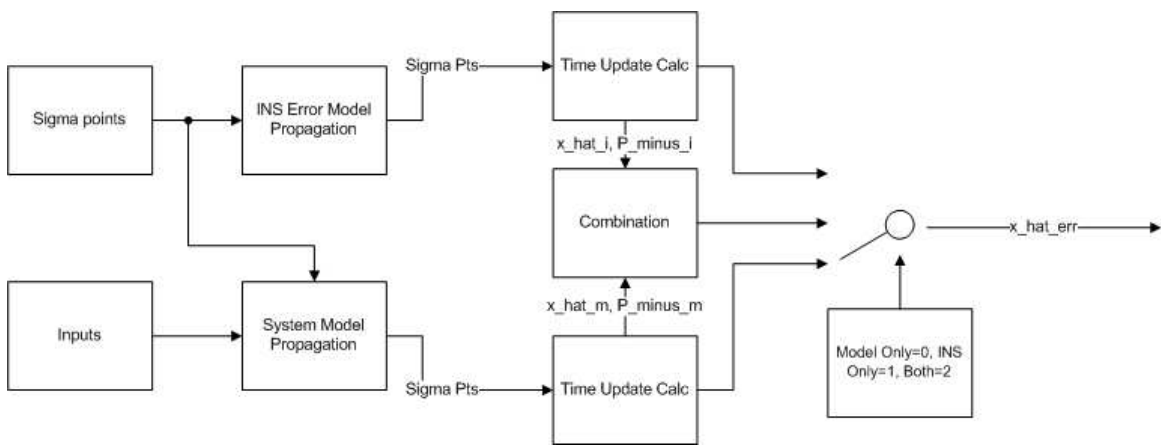 Sigma points
INS Error Model
Propagation
Sigma Pts
Time Update Calc
x_hat_i, P_minus_i
Combination
x_hat_err
x_hat_m, P_minus_m
Inputs
System Model
Propagation
Sigma Pts
Time Update Calc
Model Only=0, INS
Only=1, Both=2